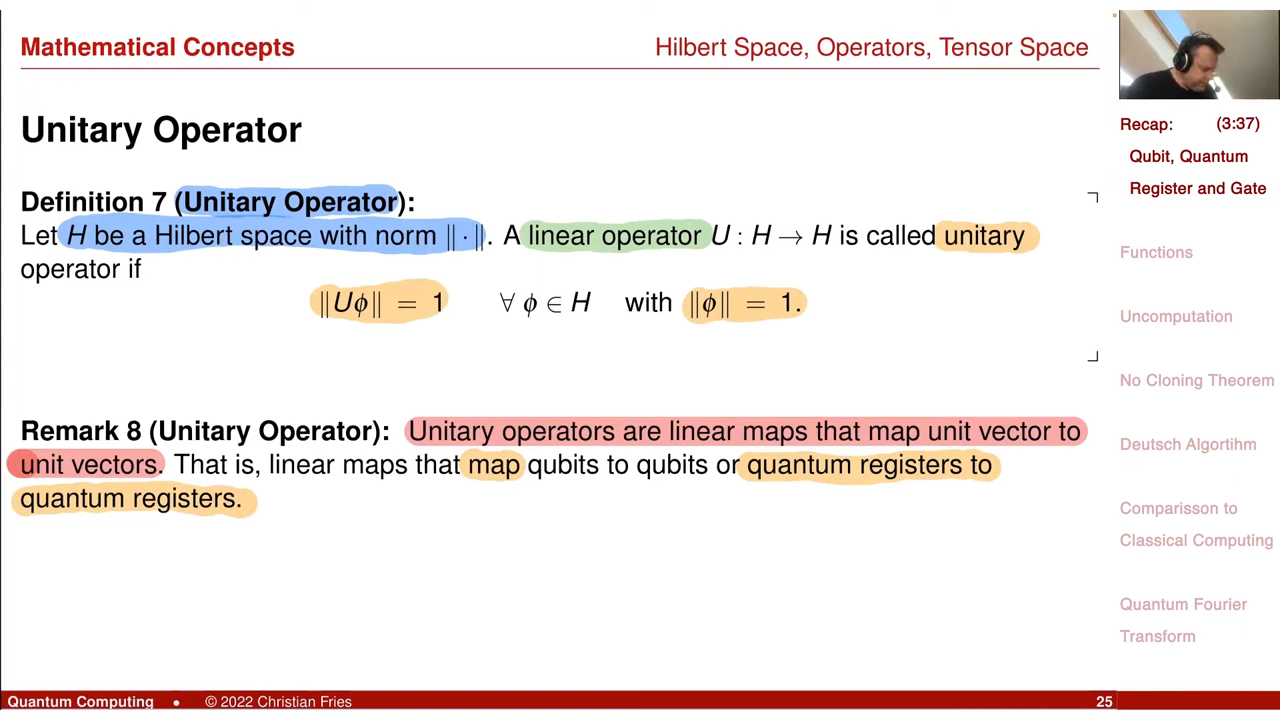 Mathematical Concepts
Hilbert Space, Operators, Tensor Space
Unitary Operator
Definition 7 (Unitary Operator):
Let H be a Hilbert space with norm ‖·‖. A linear operator U : H → H is called unitary
operator if
‖Uϕ‖ = 1 ∀ ϕ ∈ H with ‖ϕ‖ = 1.
Remark 8 (Unitary Operator): Unitary operators are linear maps that map unit vector to
unit vectors. That is, linear maps that map qubits to qubits or quantum registers to
quantum registers.
Recap: (3:37)
Qubit, Quantum
Register and Gate
Functions
Uncomputation
No Cloning Theorem
Deutsch Algortihm
Comparisson to
Classical Computing
Quantum Fourier
Transform
Quantum Computing • © 2022 Christian Fries 25